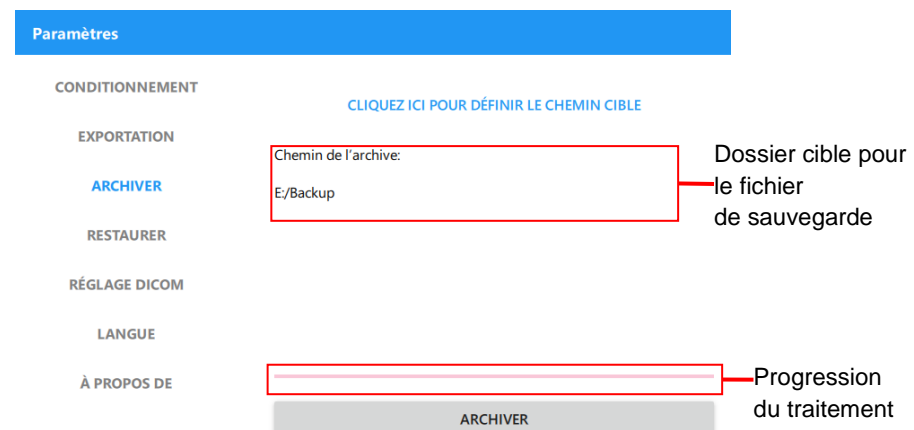 Paramètres
CONDITIONNEMENT
EXPORTATION
ARCHIVER
RESTAURER
RÉGLAGE DICOM
LANGUE
À PROPOS DE
CLIQUEZ ICI POUR DÉFINIR LE CHEMIN CIBLE
Chemin de l'archive:
E:/Backup
Dossier cible pour
le fichier
de sauvegarde
Progression
du traitement
ARCHIVER